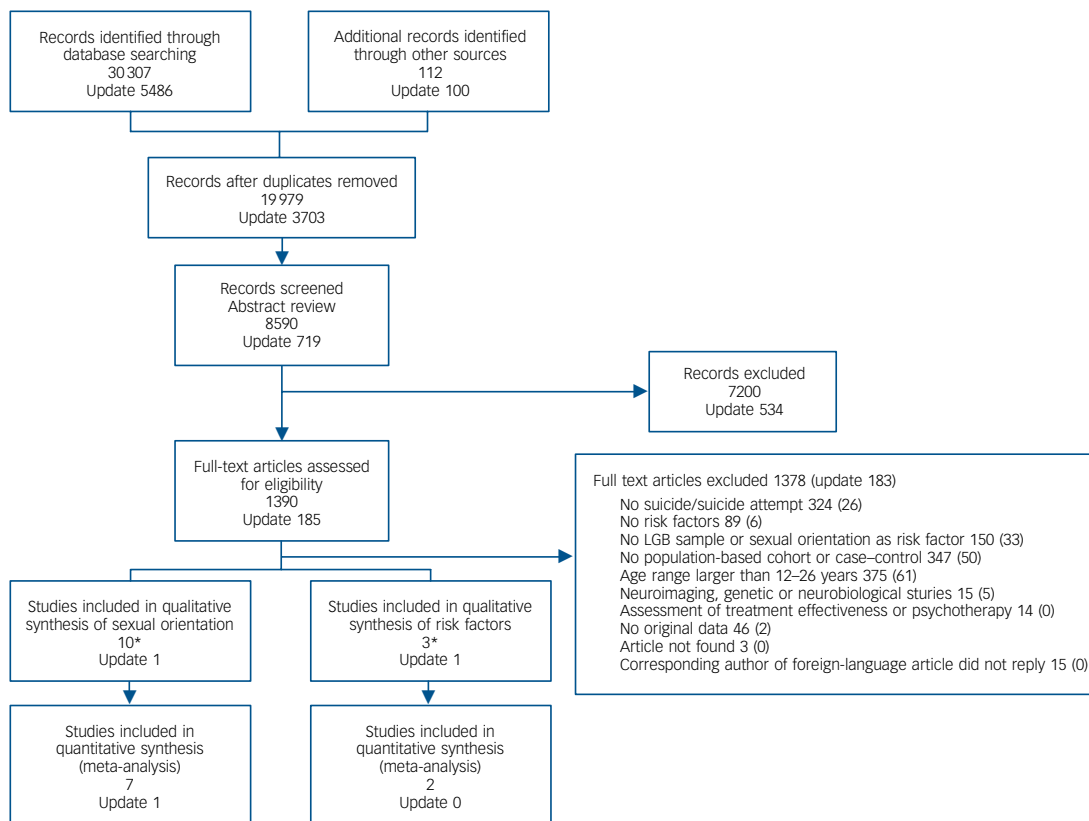 Records identified through
database searching
30 307
Update 5486
Additional records identified
through other sources
112
Update 100
Records after duplicates removed
19 979
Update 3703
Records screened
Abstract review
8590
Update 719
Records excluded
7200
Update 534
Full-text articles assessed
for eligibility
1390
Update 185
Full text articles excluded 1378 (update 183)
No suicide/suicide attempt 324 (26)
No risk factors 89 (6)
No LGB sample or sexual orientation as risk factor 150 (33)
No population-based cohort or case–control 347 (50)
Age range larger than 12–26 years 375 (61)
Neuroimaging, genetic or neurobiological sturies 15 (5)
Assessment of treatment effectiveness or psychotherapy 14 (0)
No original data 46 (2)
Article not found 3 (0)
Corresponding author of foreign-language article did not reply 15 (0)
Studies included in qualitative
synthesis of sexual orientation
10*
Update 1
Studies included in qualitative
synthesis of risk factors
3*
Update 1
Studies included in
quantitative synthesis
(meta-analysis)
7
Update 1
Studies included in
quantitative synthesis
(meta-analysis)
2
Update 0